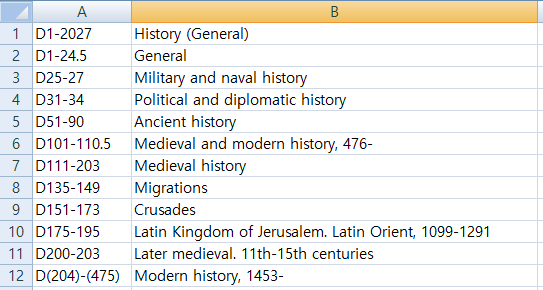 A B
1 D1-2027 History (General)
2 D1-24.5 General
3 D25-27 Military and naval history
4 D31-34 Political and diplomatic history
5 D51-90 Ancient history
6 D101-110.5 Medieval and modern history, 476-
7 D111-203 Medieval history
8 D135-149 Migrations
9 D151-173 Crusades
10 D175-195 Latin Kingdom of Jerusalem. Latin Orient, 1099-1291
11 D200-203 Later medieval. 11th-15th centuries
12 D(204)-(475) Modern history, 1453-